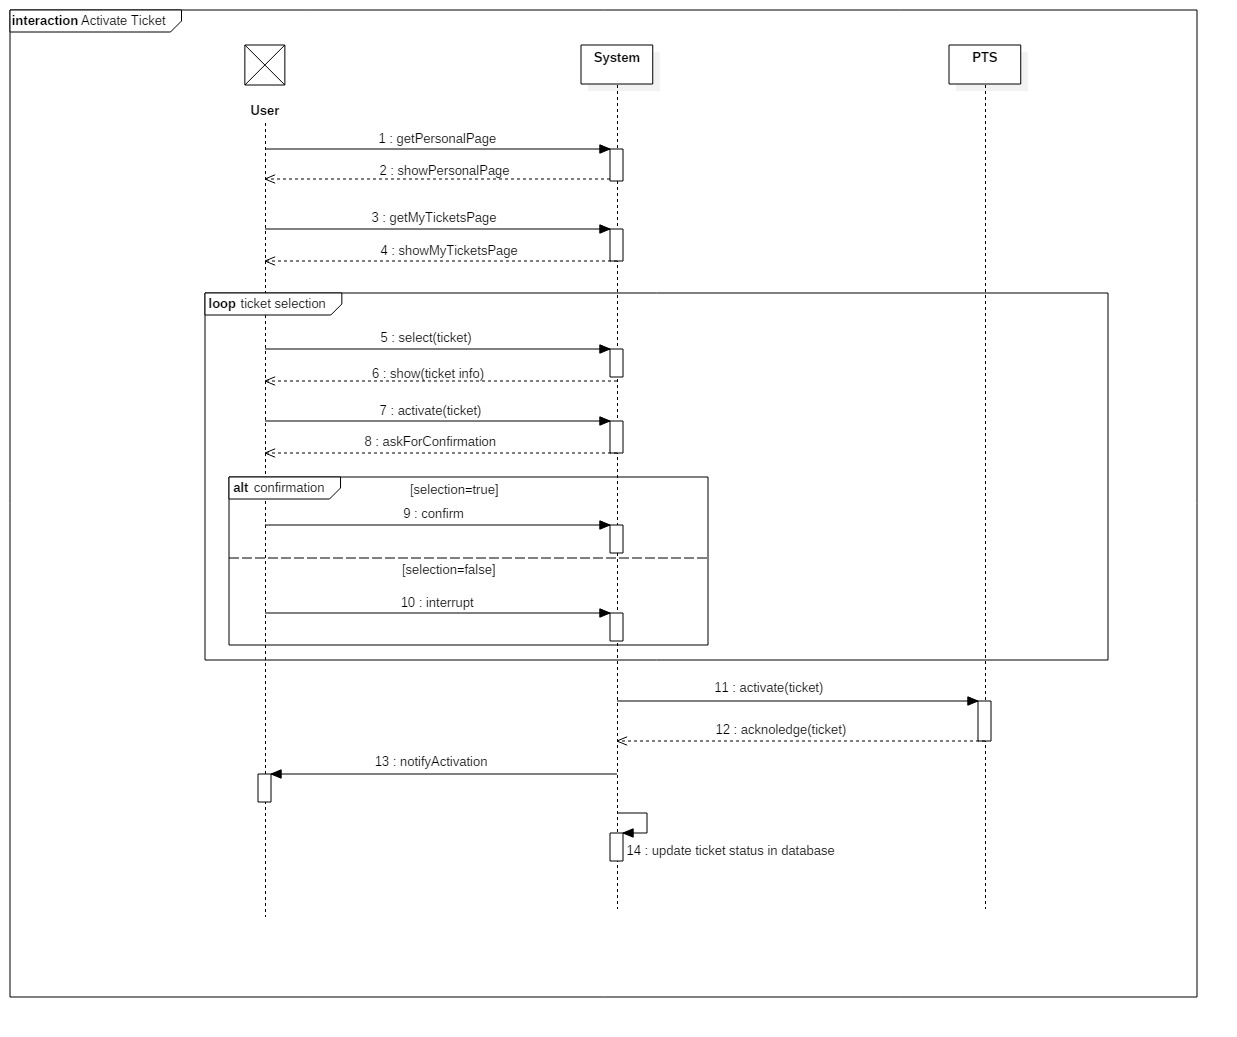 interaction Activate Ticket
System
PTS
User
1 : getPersonalPage
2 : showPersonalPage
3 : getMyTicketsPage
4 : showMyTicketsPage
loop ticket selection
5 : select(ticket)
6 : show(ticket info)
7 : activate(ticket)
8 : askForConfirmation
alt confirmation
[selection=true]
9 : confirm
[selection=false]
10 : interrupt
11 : activate(ticket)
12 : acknoledge(ticket)
13 : notifyActivation
14 : update ticket status in database